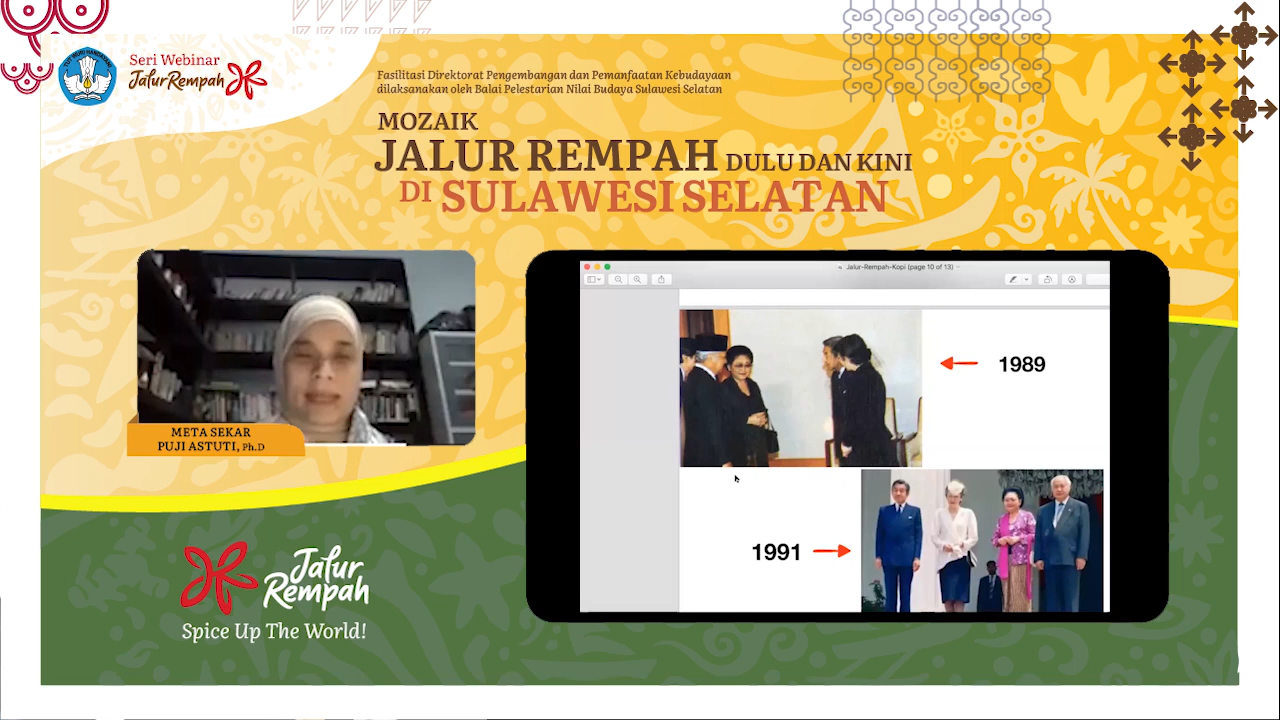 Seri Webinar
Jalur Rempah
Fasilitasi Direktorat Pengembangan dan Pemanfaatan Kebudayaan
dilaksanakan oleh Balai Pelestarian Nilai Budaya Sulawesi Selatan
MOZAIK
JALUR REMPAH DULU DAN KINI
DI SULAWESI SELATAN
META SEKAR
PUJI ASTUTI, Ph.D
Jalur-Rempah-Kopi (page 10 of 13)
1989
1991
Jalur
Rempah
Spice Up The World!